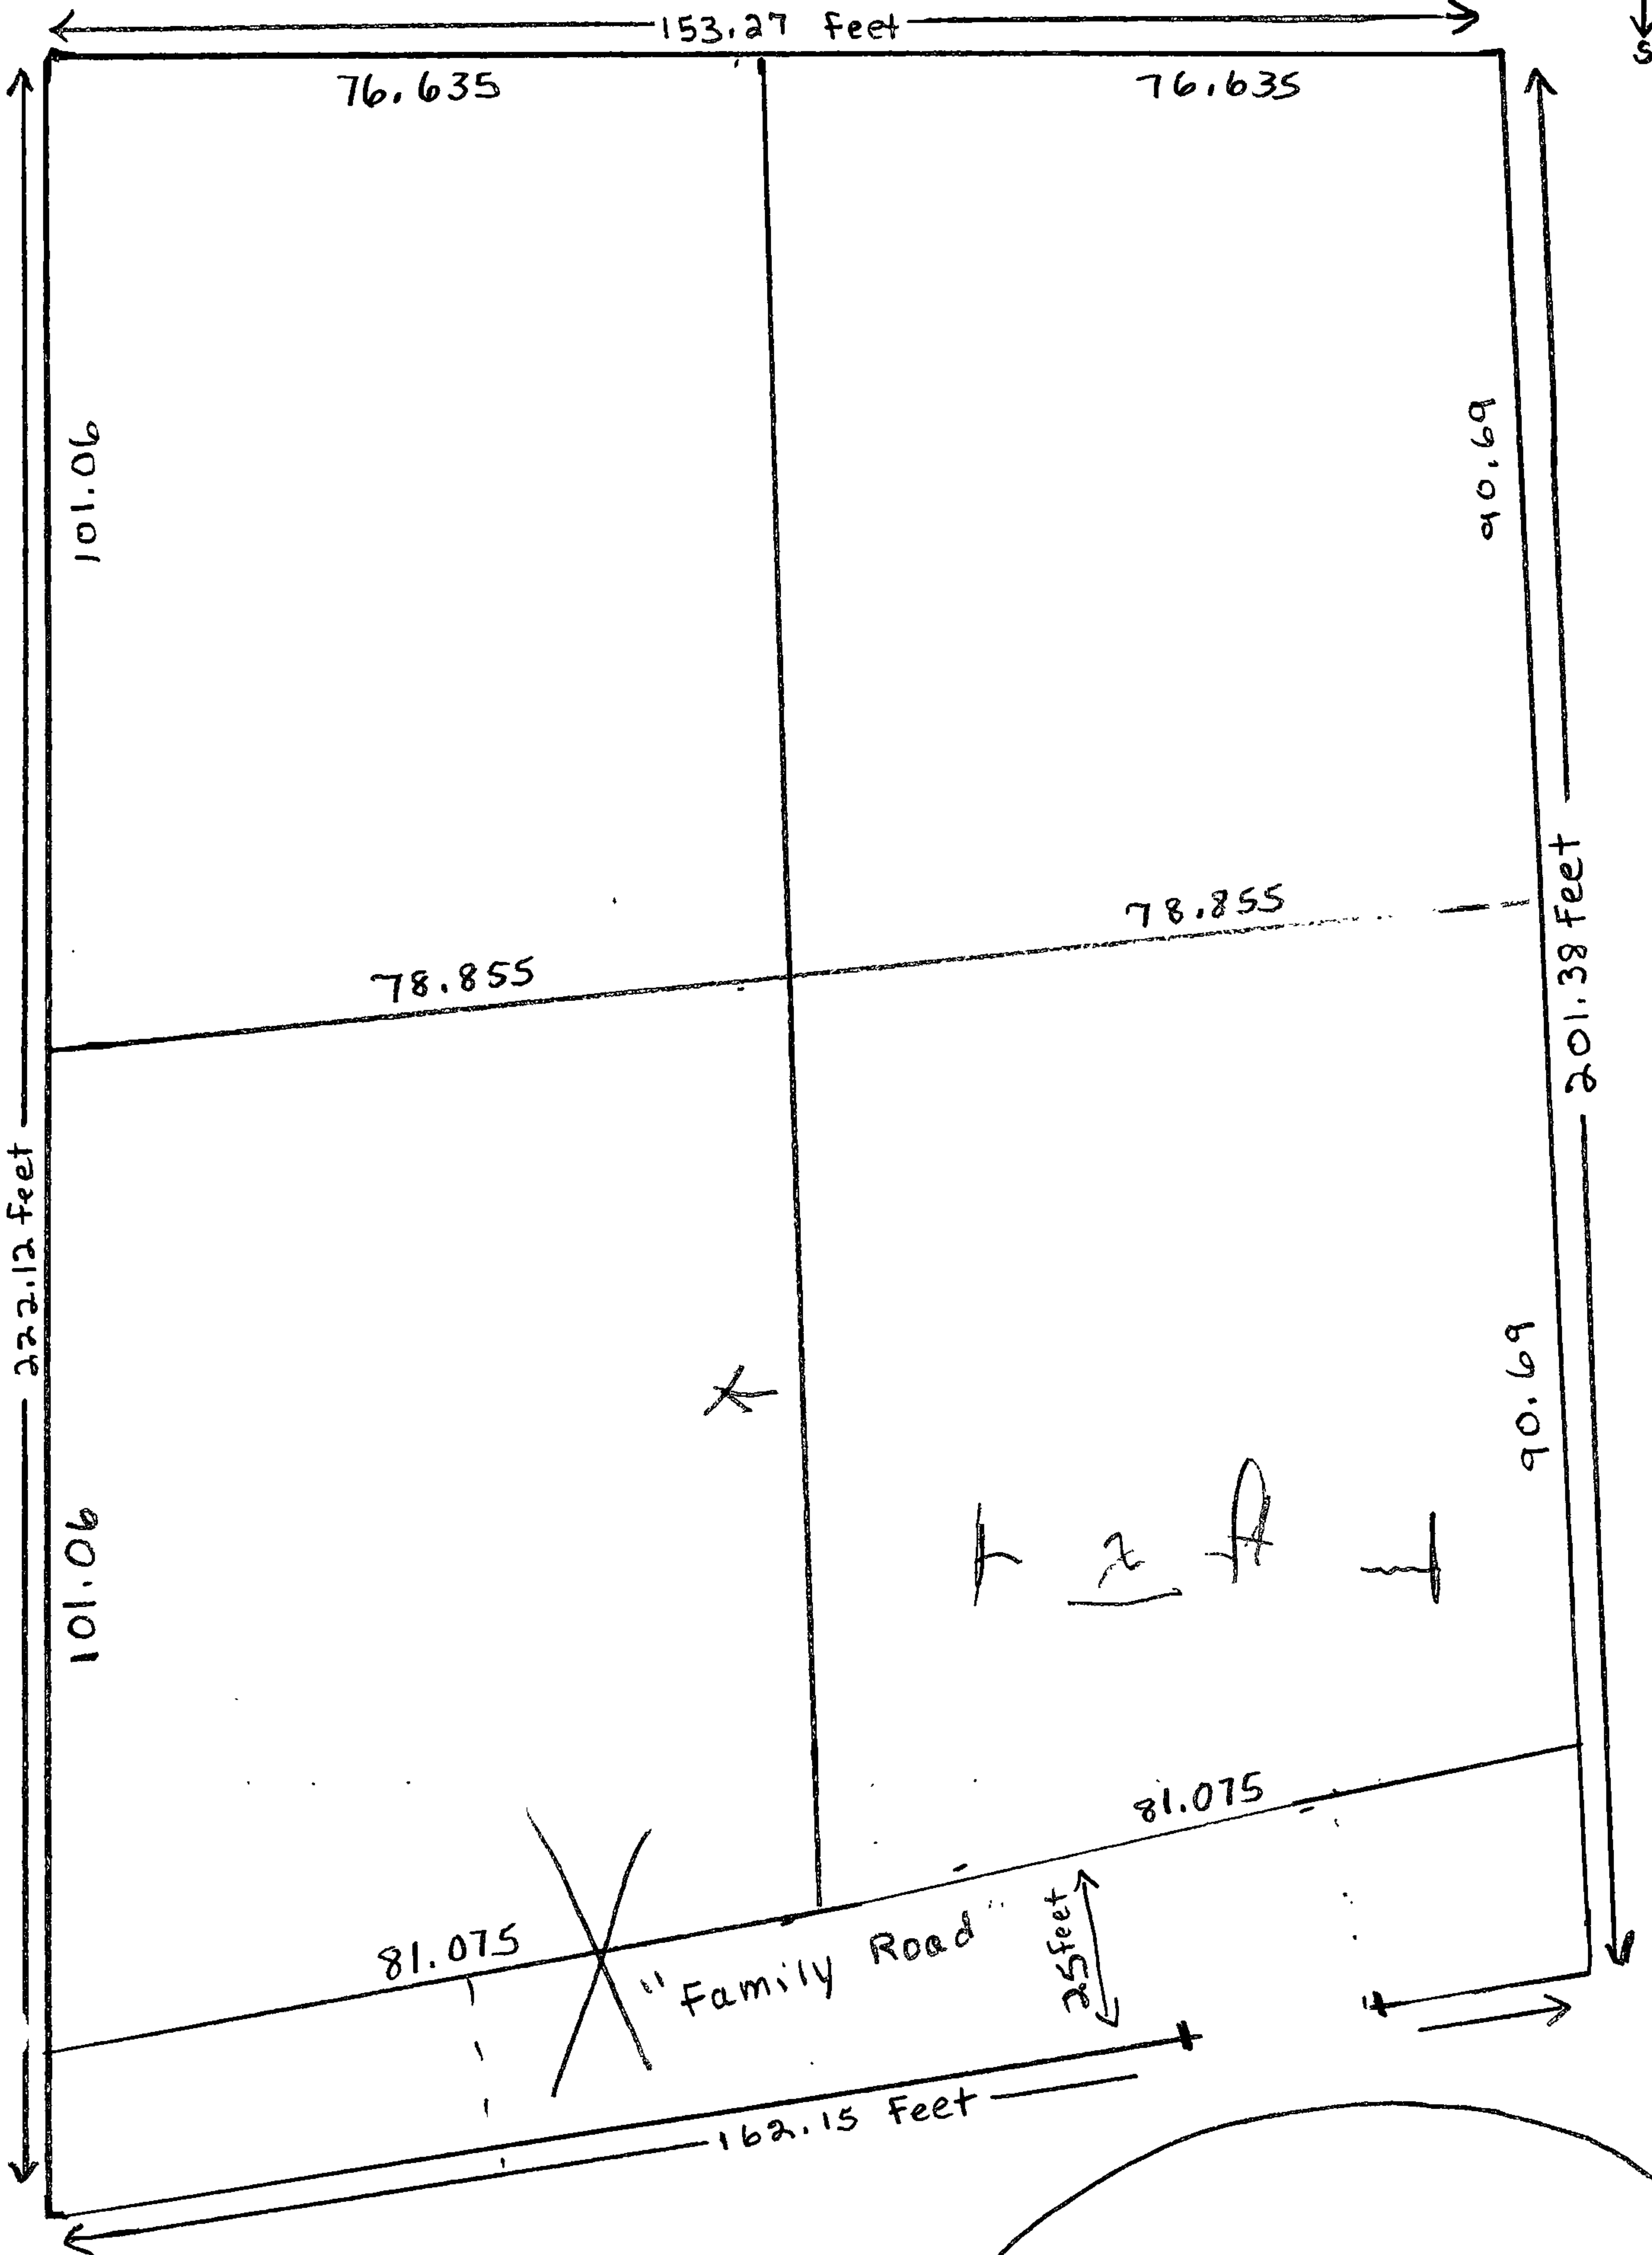 153.27 Feet
S
76.635
76.635
101.06
90.69
78.855
78.855
201.38 Feet
222.12 Feet
90.69
101.06
81.075
81.075
"Family Road"
25 feet
162.15 Feet